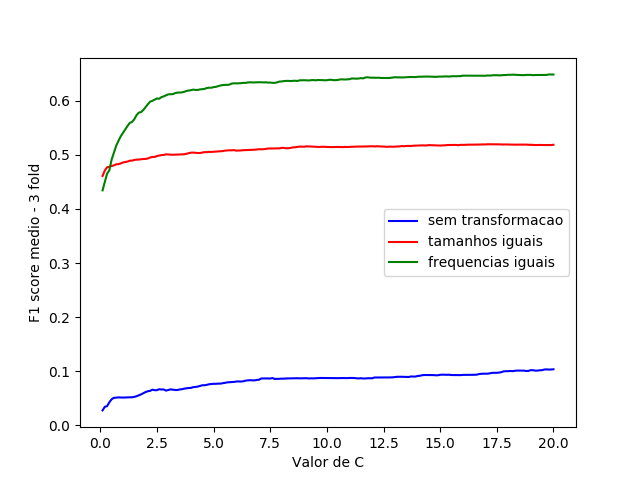 F1 score medio - 3 fold
0.6
0.5
0.4
0.3
0.2
0.1
0.0
sem transformacao
tamanhos iguais
frequencias iguais
0.0 2.5 5.0 7.5 10.0 12.5 15.0 17.5 20.0
Valor de C